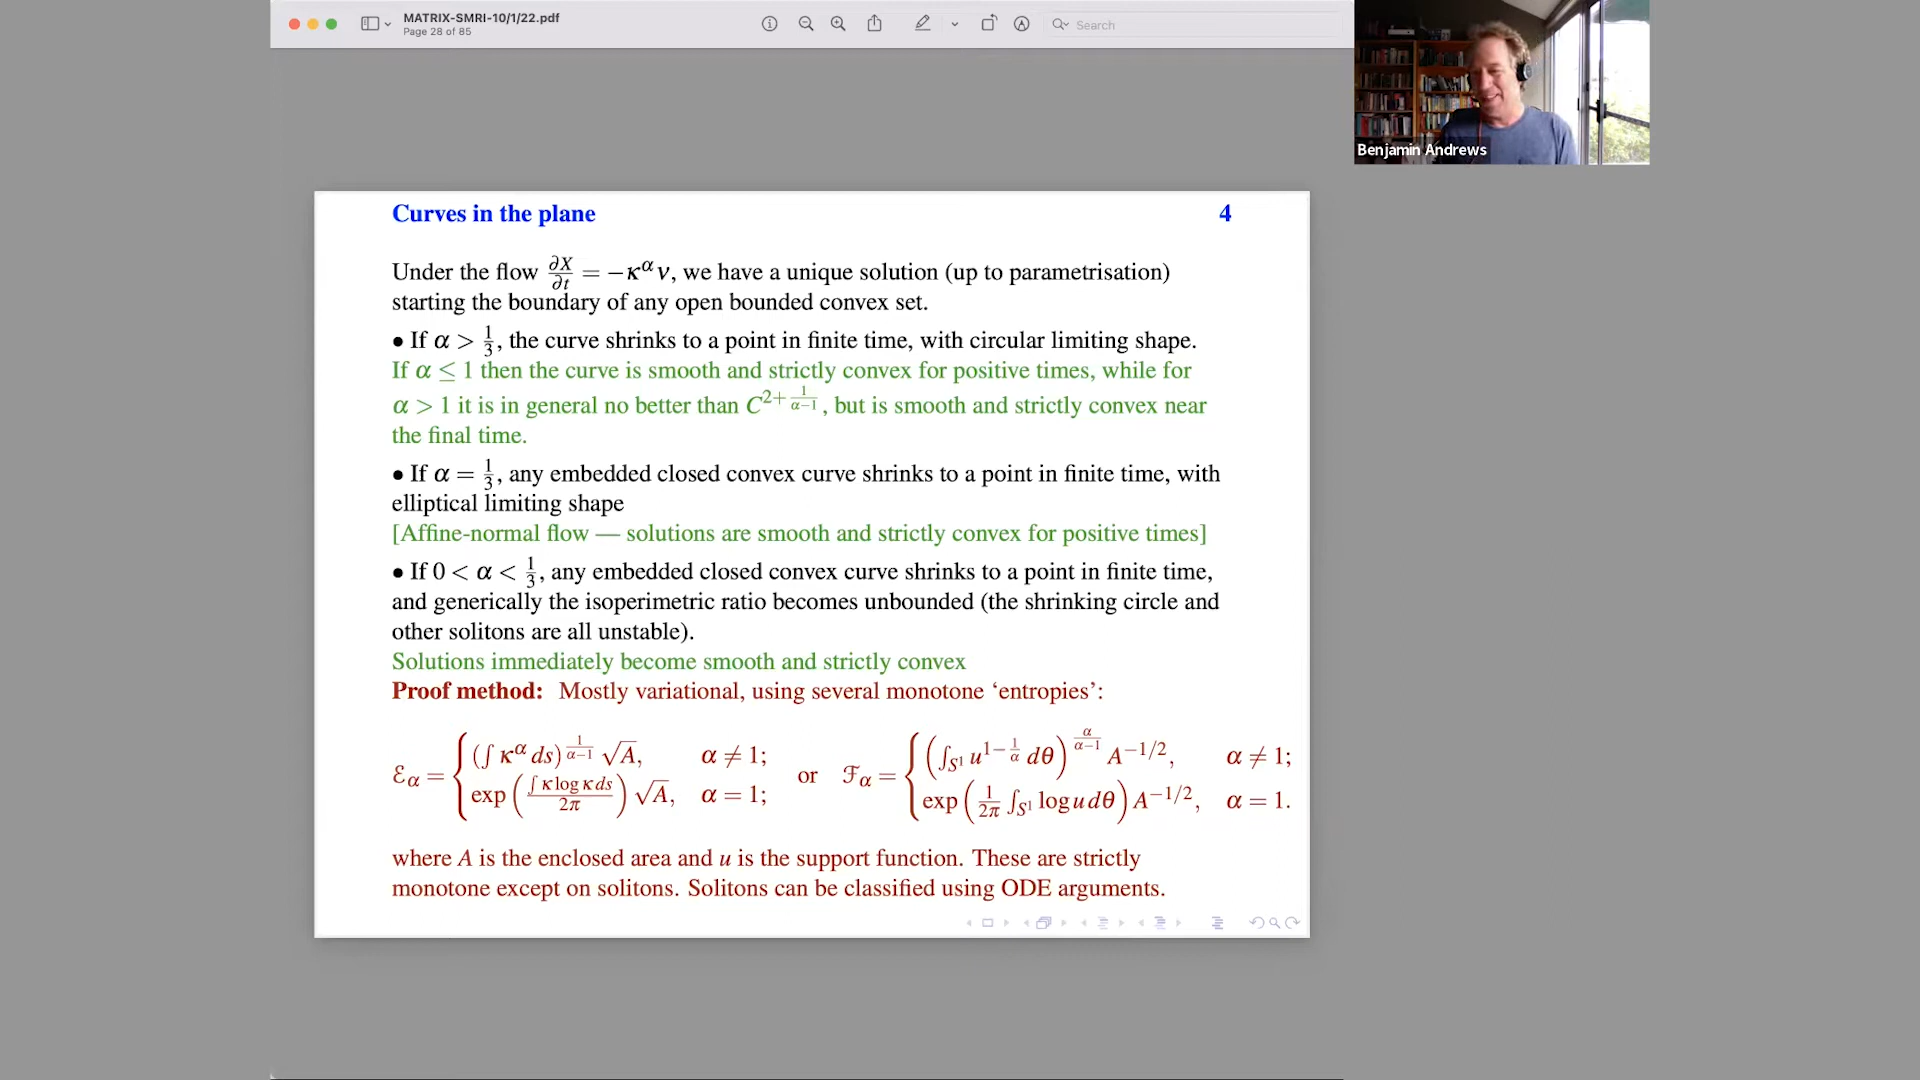 MATRIX-SMRI-10/1/22.pdf
Page 28 of 85
Search
Benjamin Andrews
Curves in the plane 4
Under the flow ∂X/∂t = −κ^α ν, we have a unique solution (up to parametrisation)
starting the boundary of any open bounded convex set.
• If α > 1/3, the curve shrinks to a point in finite time, with circular limiting shape.
If α ≤ 1 then the curve is smooth and strictly convex for positive times, while for
α > 1 it is in general no better than C^{2+1/(α−1)}, but is smooth and strictly convex near
the final time.
• If α = 1/3, any embedded closed convex curve shrinks to a point in finite time, with
elliptical limiting shape
[Affine-normal flow — solutions are smooth and strictly convex for positive times]
• If 0 < α < 1/3, any embedded closed convex curve shrinks to a point in finite time,
and generically the isoperimetric ratio becomes unbounded (the shrinking circle and
other solitons are all unstable).
Solutions immediately become smooth and strictly convex
Proof method: Mostly variational, using several monotone ‘entropies’:
ℰ_α = { (∫ κ^α ds)^{1/(α−1)} √A, α ≠ 1; exp(∫ κ log κ ds / 2π) √A, α = 1; or ℱ_α = { (∫_{S^1} u^{1−1/α} dθ)^{α/(α−1)} A^{−1/2}, α ≠ 1; exp(1/2π ∫_{S^1} log u dθ) A^{−1/2}, α = 1.
where A is the enclosed area and u is the support function. These are strictly
monotone except on solitons. Solitons can be classified using ODE arguments.